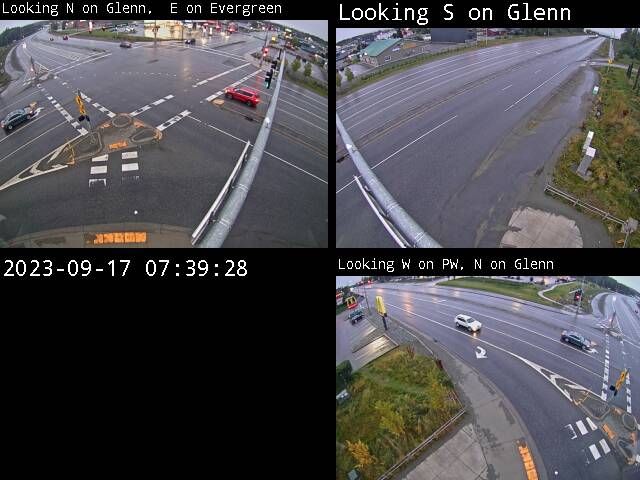 Looking N on Glenn, E on Evergreen
Looking S on Glenn
2023-09-17 07:39:28
Looking W on PW, N on Glenn